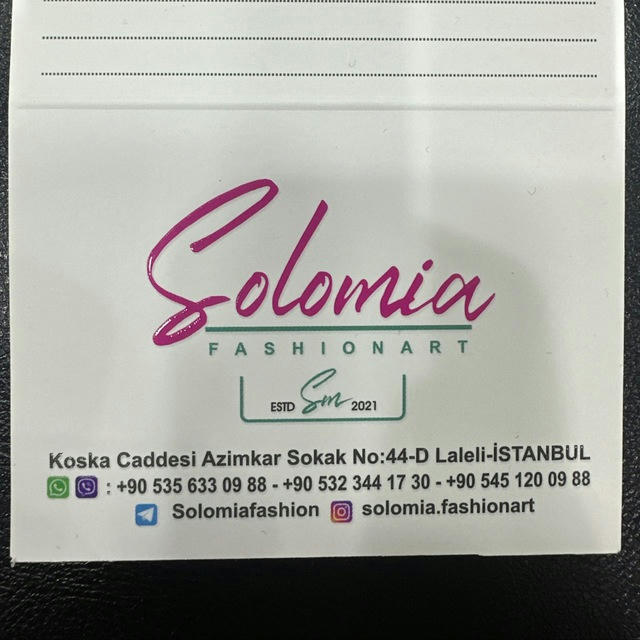 Solomia
FASHIONART
ESTD Sm 2021
Koska Caddesi Azimkar Sokak No:44-D Laleli-İSTANBUL
: +90 535 633 09 88 - +90 532 344 17 30 - +90 545 120 09 88
Solomiafashion solomia.fashionart